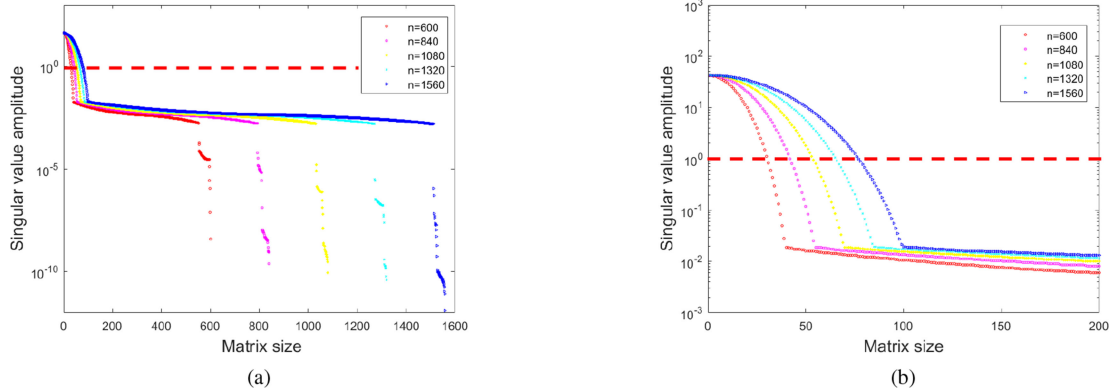 n=600
n=840
n=1080
n=1320
n=1560
10^0
10^-5
10^-10
Singular value amplitude
0 200 400 600 800 1000 1200 1400 1600
Matrix size
(a)
n=600
n=840
n=1080
n=1320
n=1560
10^3
10^2
10^1
10^0
10^-1
10^-2
10^-3
Singular value amplitude
0 50 100 150 200
Matrix size
(b)